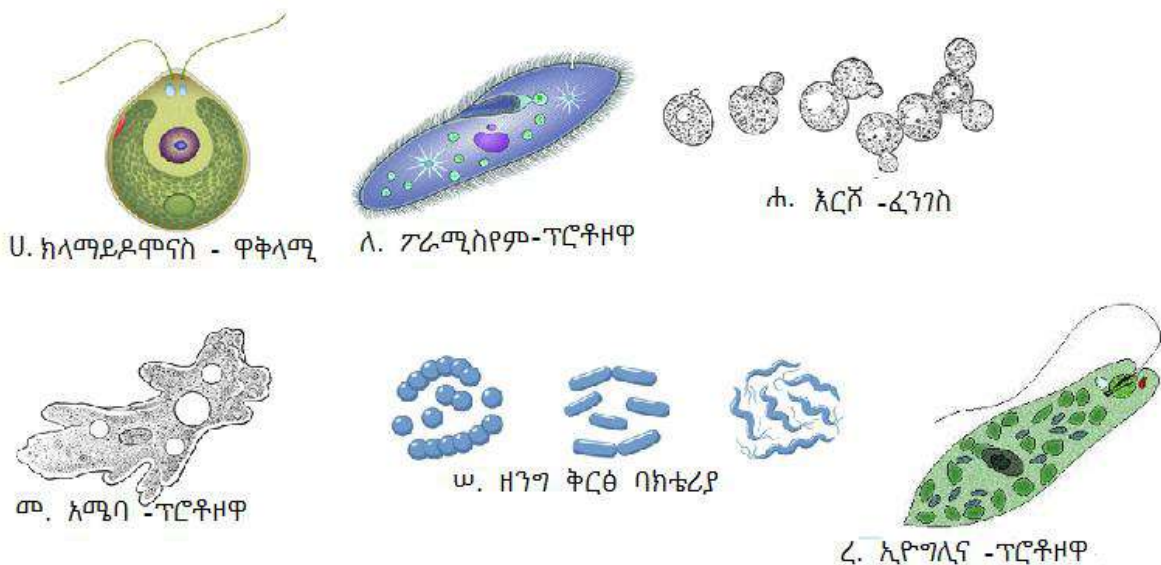 ሀ. ክላማይዶሞናስ - ዋቅላሚ
ለ. ፖራሚስየም-ፕሮቶዞዋ
ሐ. እርሾ -ፈንገስ
መ. አሜባ -ፕሮቶዞዋ
ሠ. ዘንግ ቅርፅ ባክቴሪያ
ረ. ኢዮግሊና -ፕሮቶዞዋ